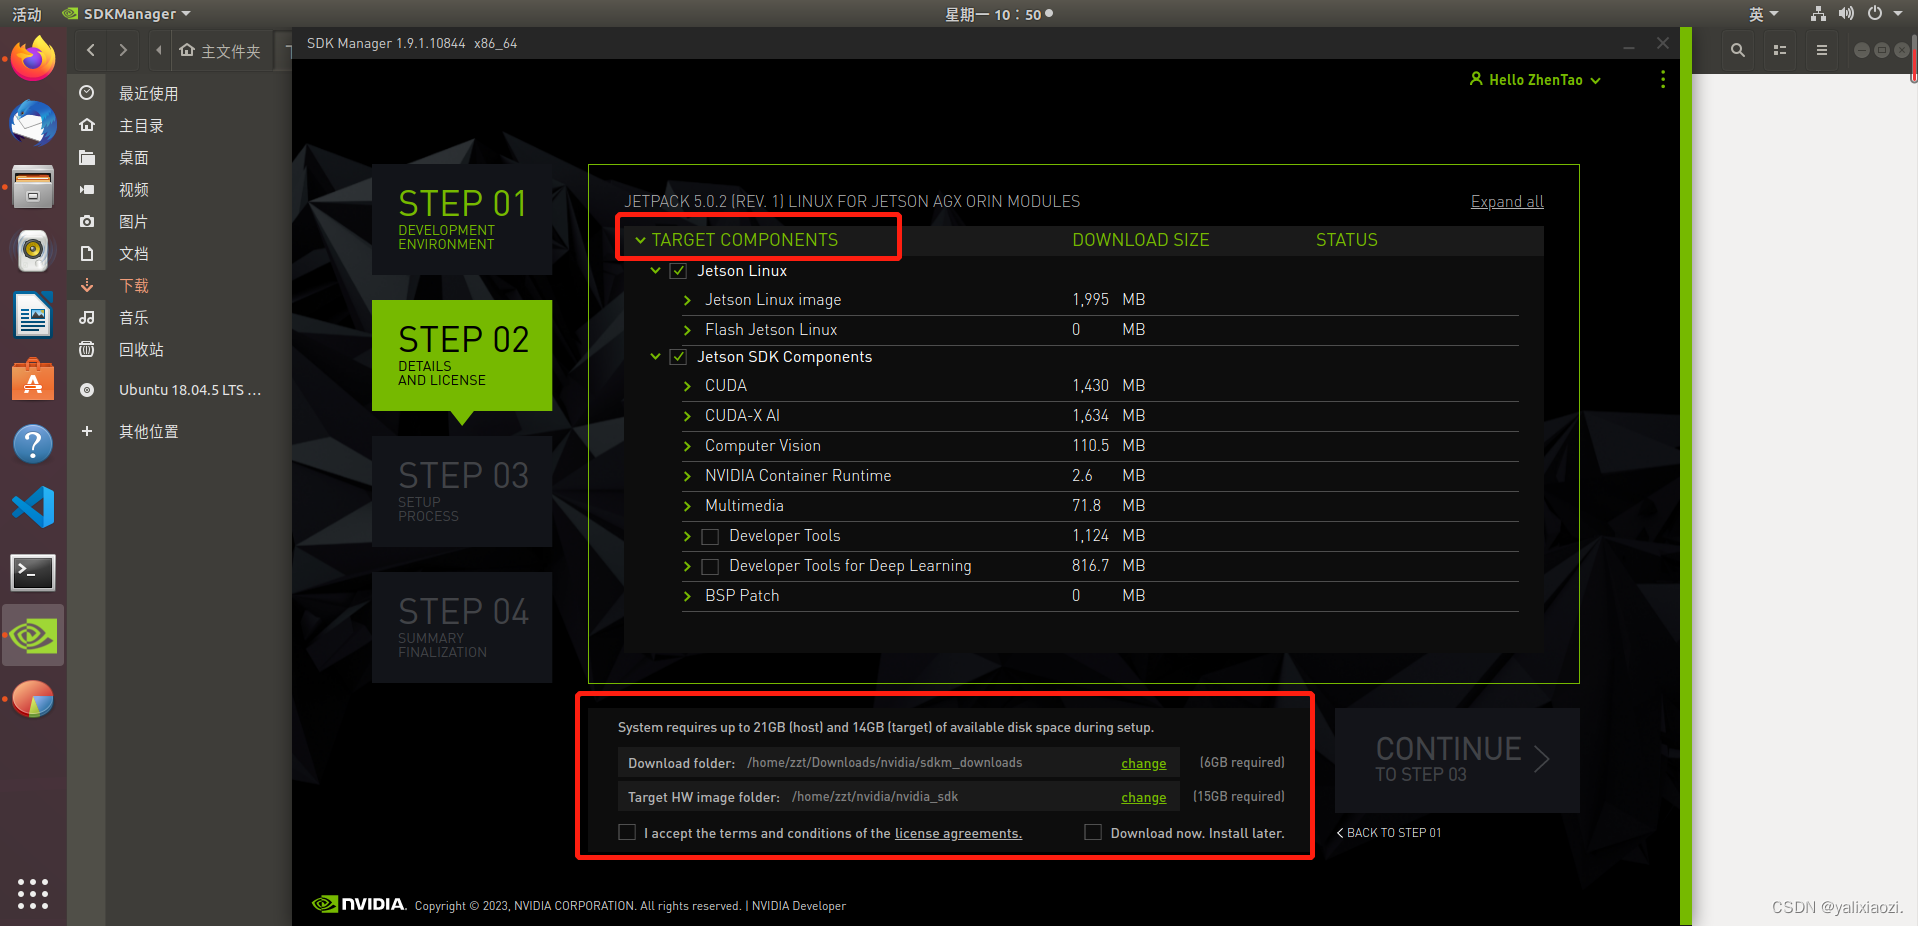 活动 SDKManager 星期一 10：50 英
主文件夹
SDK Manager 1.9.1.10844 x86_64
Hello ZhenTao
最近使用
主目录
桌面
视频
图片
文档
下载
音乐
回收站
Ubuntu 18.04.5 LTS ...
其他位置
STEP 01
DEVELOPMENT
ENVIRONMENT
STEP 02
DETAILS
AND LICENSE
STEP 03
SETUP
PROCESS
STEP 04
SUMMARY
FINALIZATION
JETPACK 5.0.2 (REV. 1) LINUX FOR JETSON AGX ORIN MODULES Expand all
TARGET COMPONENTS DOWNLOAD SIZE STATUS
Jetson Linux
Jetson Linux image 1,995 MB
Flash Jetson Linux 0 MB
Jetson SDK Components
CUDA 1,430 MB
CUDA-X AI 1,634 MB
Computer Vision 110.5 MB
NVIDIA Container Runtime 2.6 MB
Multimedia 71.8 MB
Developer Tools 1,124 MB
Developer Tools for Deep Learning 816.7 MB
BSP Patch 0 MB
System requires up to 21GB (host) and 14GB (target) of available disk space during setup.
Download folder: /home/zzt/Downloads/nvidia/sdkm_downloads change (6GB required)
Target HW image folder: /home/zzt/nvidia/nvidia_sdk change (15GB required)
I accept the terms and conditions of the license agreements. Download now. Install later.
CONTINUE
TO STEP 03
BACK TO STEP 01
NVIDIA. Copyright © 2023, NVIDIA CORPORATION. All rights reserved. | NVIDIA Developer
CSDN @yalixiaozi.